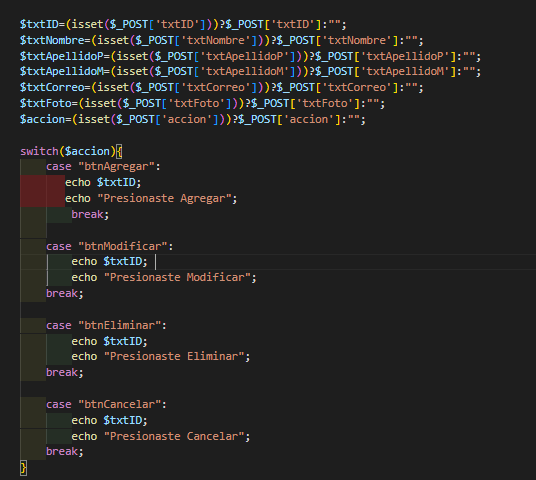 $txtID=(isset($_POST['txtID']))?$_POST['txtID']:"";
$txtNombre=(isset($_POST['txtNombre']))?$_POST['txtNombre']:"";
$txtApellidoP=(isset($_POST['txtApellidoP']))?$_POST['txtApellidoP']:"";
$txtApellidoM=(isset($_POST['txtApellidoM']))?$_POST['txtApellidoM']:"";
$txtCorreo=(isset($_POST['txtCorreo']))?$_POST['txtCorreo']:"";
$txtFoto=(isset($_POST['txtFoto']))?$_POST['txtFoto']:"";
$accion=(isset($_POST['accion']))?$_POST['accion']:"";

switch($accion){
    case "btnAgregar":
       echo $txtID;
       echo "Presionaste Agregar";
        break;

    case "btnModificar":
        echo $txtID;
        echo "Presionaste Modificar";
    break;

    case "btnEliminar":
        echo $txtID;
        echo "Presionaste Eliminar";
    break;

    case "btnCancelar":
        echo $txtID;
        echo "Presionaste Cancelar";
    break;
}